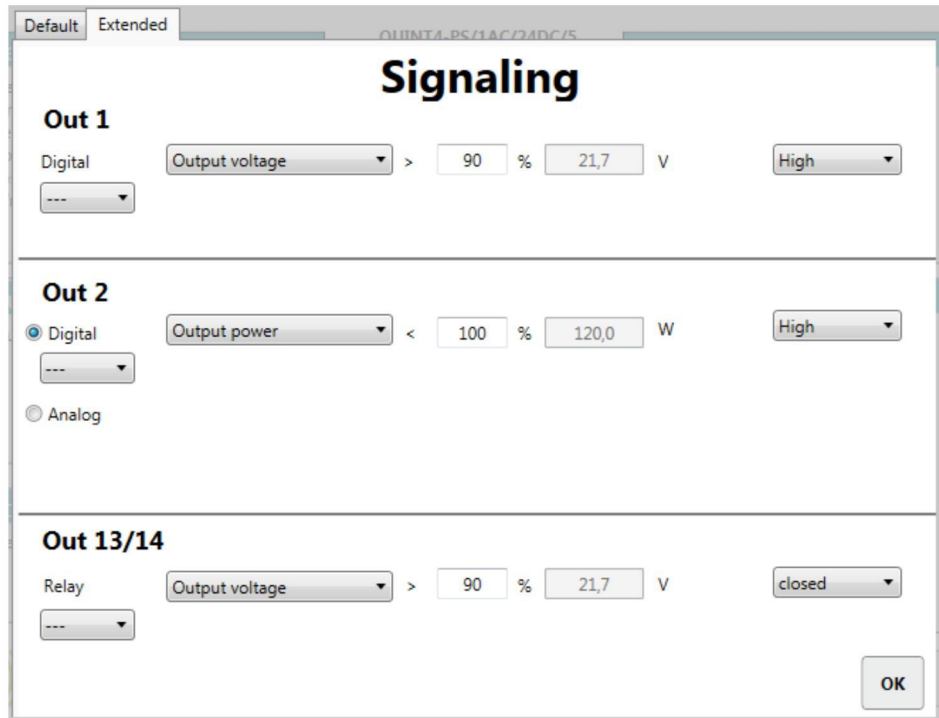 Default Extended
QUINT4-PS/1AC/24DC/5
Signaling
Out 1
Digital Output voltage > 90 % 21,7 V High
---
Out 2
Digital Output power < 100 % 120,0 W High
---
Analog
Out 13/14
Relay Output voltage > 90 % 21,7 V closed
---
OK